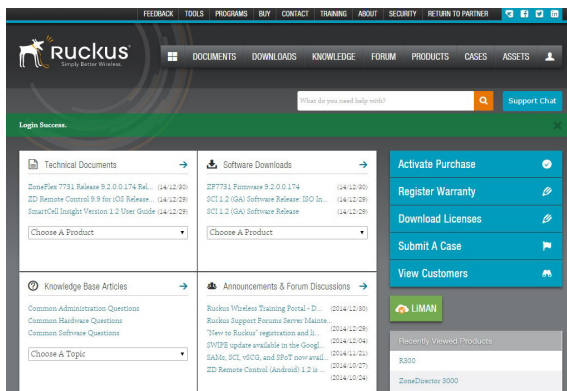 FEEDBACK TOOLS PROGRAMS BUY CONTACT TRAINING ABOUT SECURITY RETURN TO PARTNER
Ruckus
Simply Better Wireless.
DOCUMENTS DOWNLOADS KNOWLEDGE FORUM PRODUCTS CASES ASSETS
What do you need help with?
Support Chat
Login Success.
Technical Documents
ZoneFlex 7731 Release 9.2.0.0.174 Rel... (14/12/30)
ZD Remote Control 9.9 for iOS Release... (14/12/29)
SmartCell Insight Version 1.2 User Guide (14/12/29)
Choose A Product
Software Downloads
ZF7731 Firmware 9.2.0.0.174 (14/12/30)
SCI 1.2 (GA) Software Release: ISO In... (14/12/29)
SCI 1.2 (GA) Software Release (14/12/29)
Choose A Product
Activate Purchase
Register Warranty
Download Licenses
Submit A Case
View Customers
Knowledge Base Articles
Common Administration Questions
Common Hardware Questions
Common Software Questions
Choose A Topic
Announcements & Forum Discussions
Ruckus Wireless Training Portal - D... (2014/12/30)
Ruckus Support Forums Server Mainte... (2014/12/29)
"New to Ruckus" registration and li... (2014/12/04)
SWIPE update available in the Googl... (2014/11/21)
SAMs, SCI, vSCG, and SPoT now avail... (2014/10/27)
ZD Remote Control (Android) 1.2 is ... (2014/10/24)
LiMAN
Recently Viewed Products
R300
ZoneDirector 3000